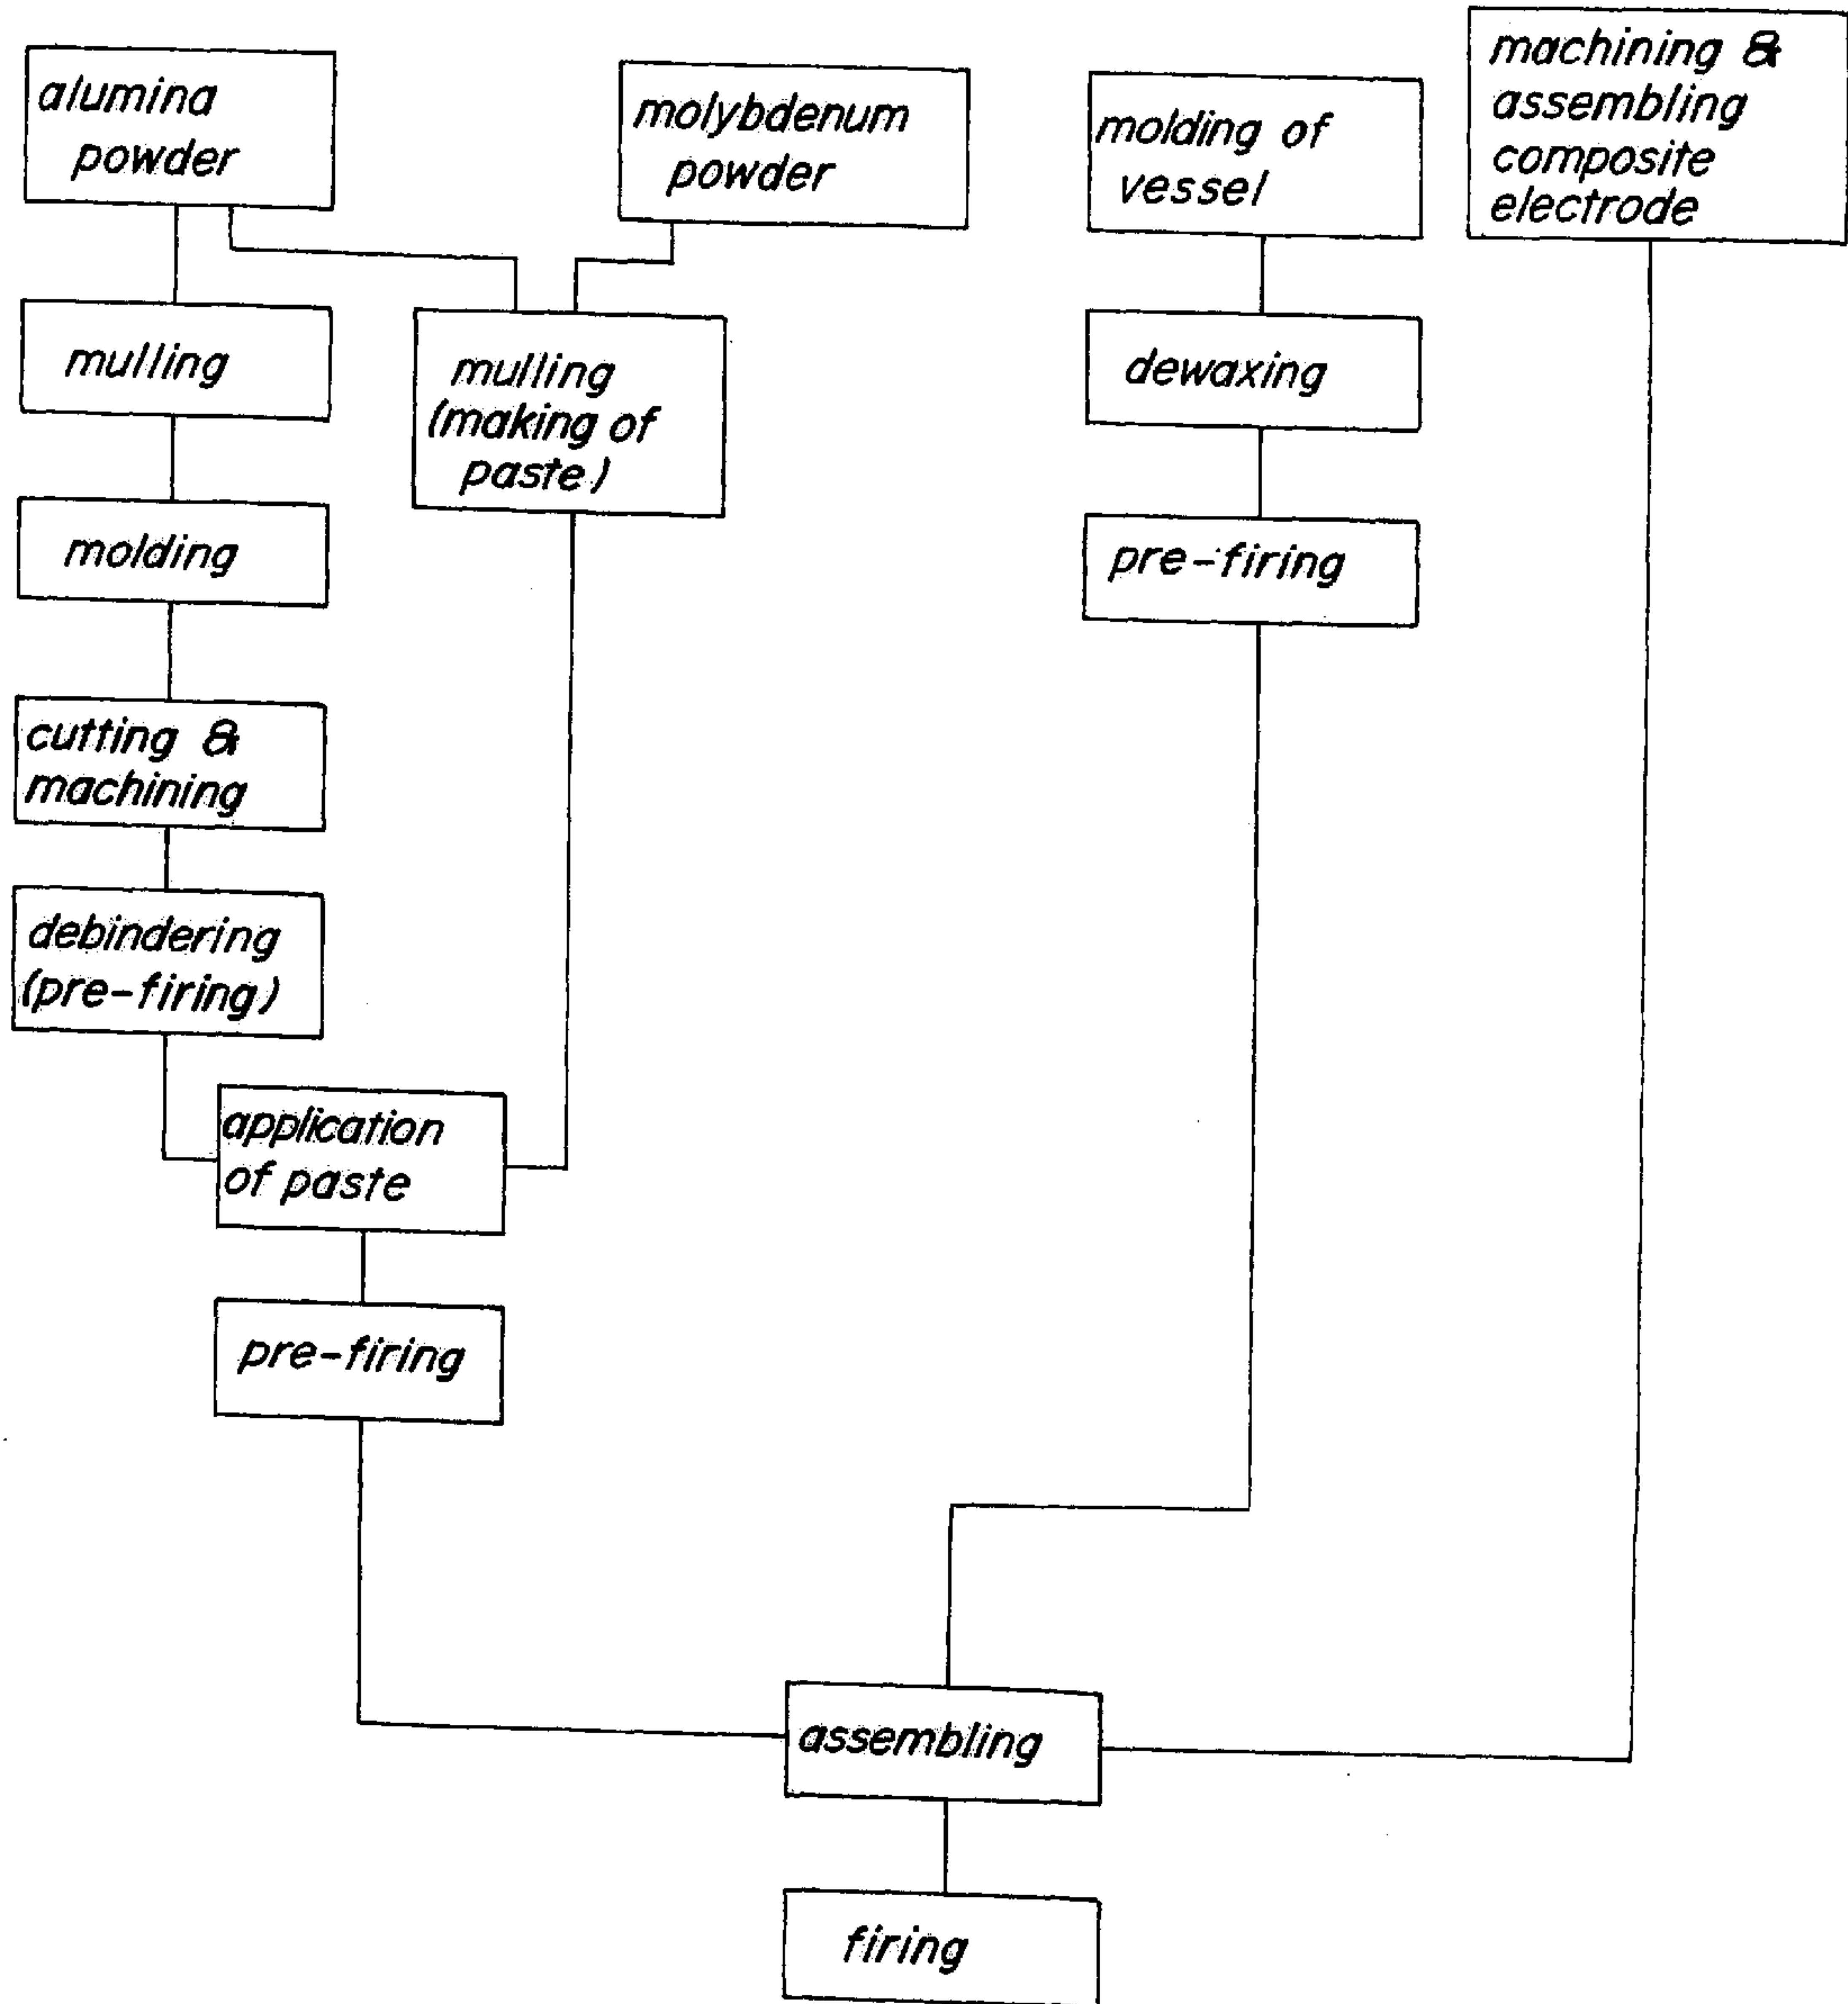 alumina
powder
molybdenum
powder
molding of
vessel
machining &
assembling
composite
electrode
mulling
mulling
(making of
paste)
dewaxing
molding
pre-firing
cutting &
machining
debindering
(pre-firing)
application
of paste
pre-firing
assembling
firing